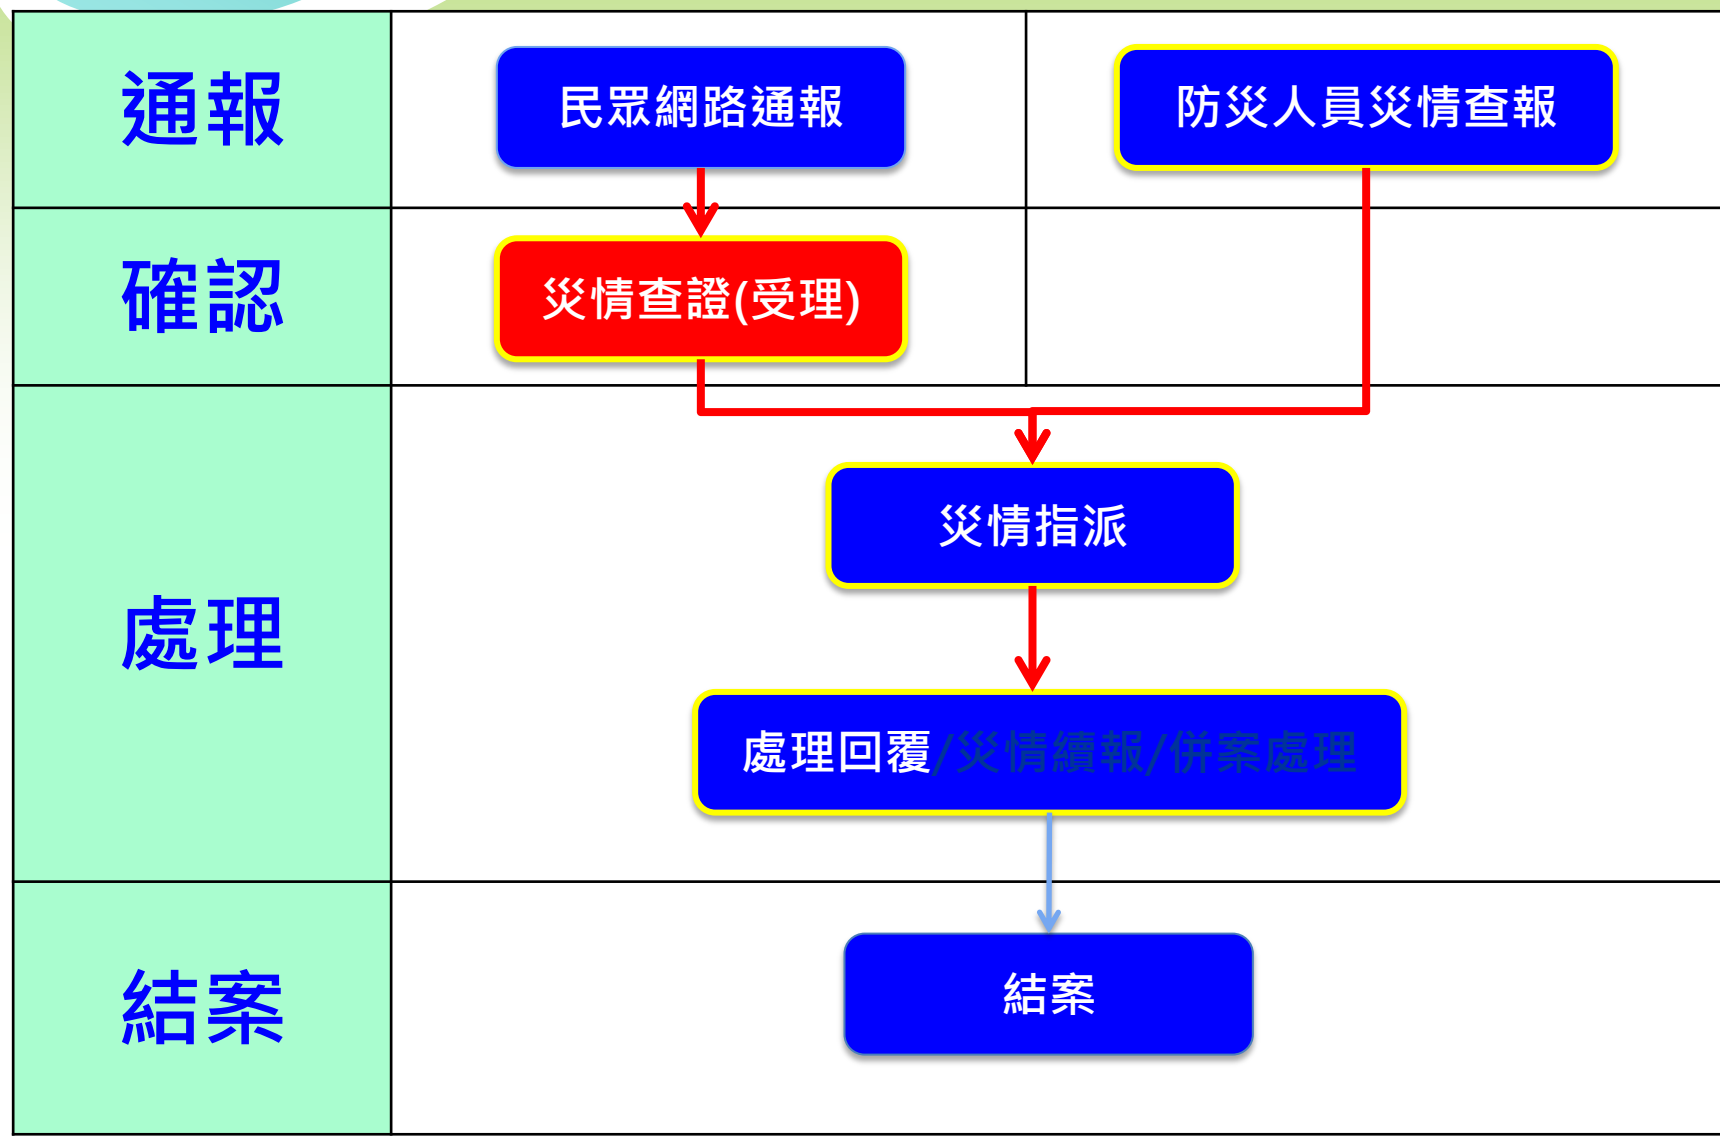 通報
民眾網路通報
防災人員災情查報
確認
災情查證(受理)
處理
災情指派
處理回覆/災情續報/併案處理
結案
結案